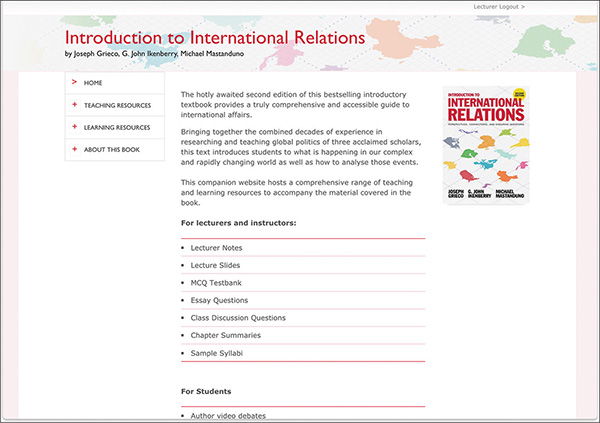 Lecturer Logout >
Introduction to International Relations
by Joseph Grieco, G. John Ikenberry, Michael Mastanduno
> HOME
+ TEACHING RESOURCES
+ LEARNING RESOURCES
+ ABOUT THIS BOOK
The hotly awaited second edition of this bestselling introductory
textbook provides a truly comprehensive and accessible guide to
international affairs.
Bringing together the combined decades of experience in
researching and teaching global politics of three acclaimed scholars,
this text introduces students to what is happening in our complex
and rapidly changing world as well as how to analyse those events.
This companion website hosts a comprehensive range of teaching
and learning resources to accompany the material covered in the
book.
For lecturers and instructors:
• Lecturer Notes
• Lecture Slides
• MCQ Testbank
• Essay Questions
• Class Discussion Questions
• Chapter Summaries
• Sample Syllabi
For Students
• Author video debates
INTRODUCTION TO
INTERNATIONAL
RELATIONS
JOSEPH G. JOHN MICHAEL
GRIECO IKENBERRY MASTANDUNO